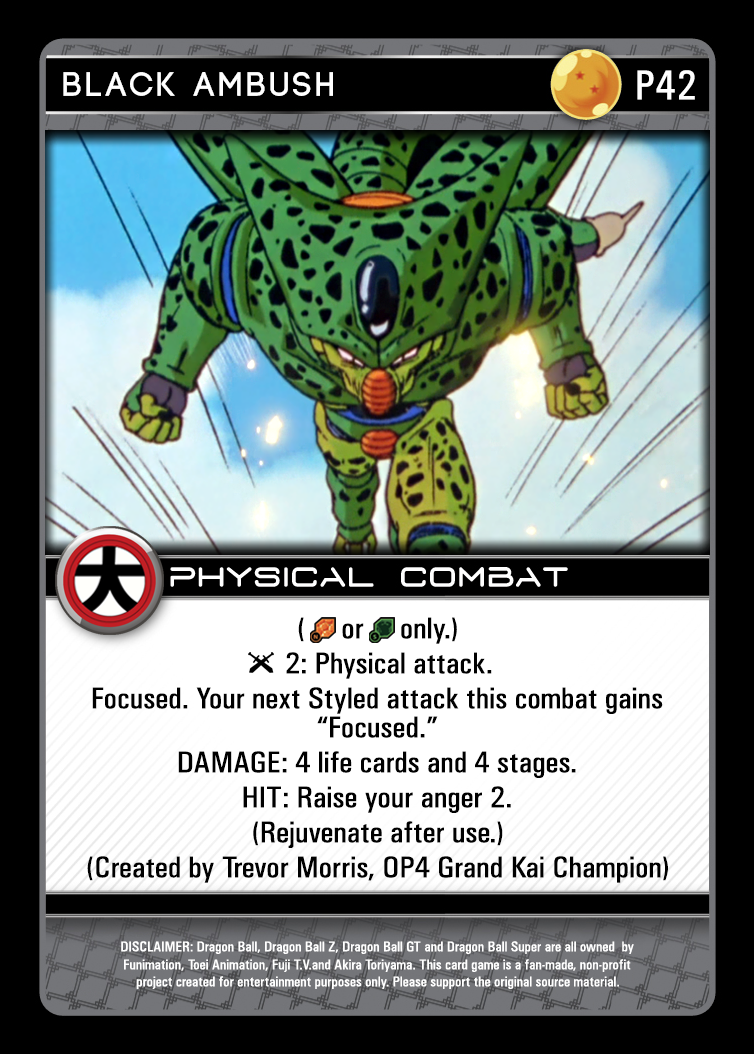 BLACK AMBUSH
P42
大
PHYSICAL COMBAT
( or only.)
2: Physical attack.
Focused. Your next Styled attack this combat gains
“Focused.”
DAMAGE: 4 life cards and 4 stages.
HIT: Raise your anger 2.
(Rejuvenate after use.)
(Created by Trevor Morris, OP4 Grand Kai Champion)
DISCLAIMER: Dragon Ball, Dragon Ball Z, Dragon Ball GT and Dragon Ball Super are all owned by
Funimation, Toei Animation, Fuji T.V.and Akira Toriyama. This card game is a fan-made, non-profit
project created for entertainment purposes only. Please support the original source material.